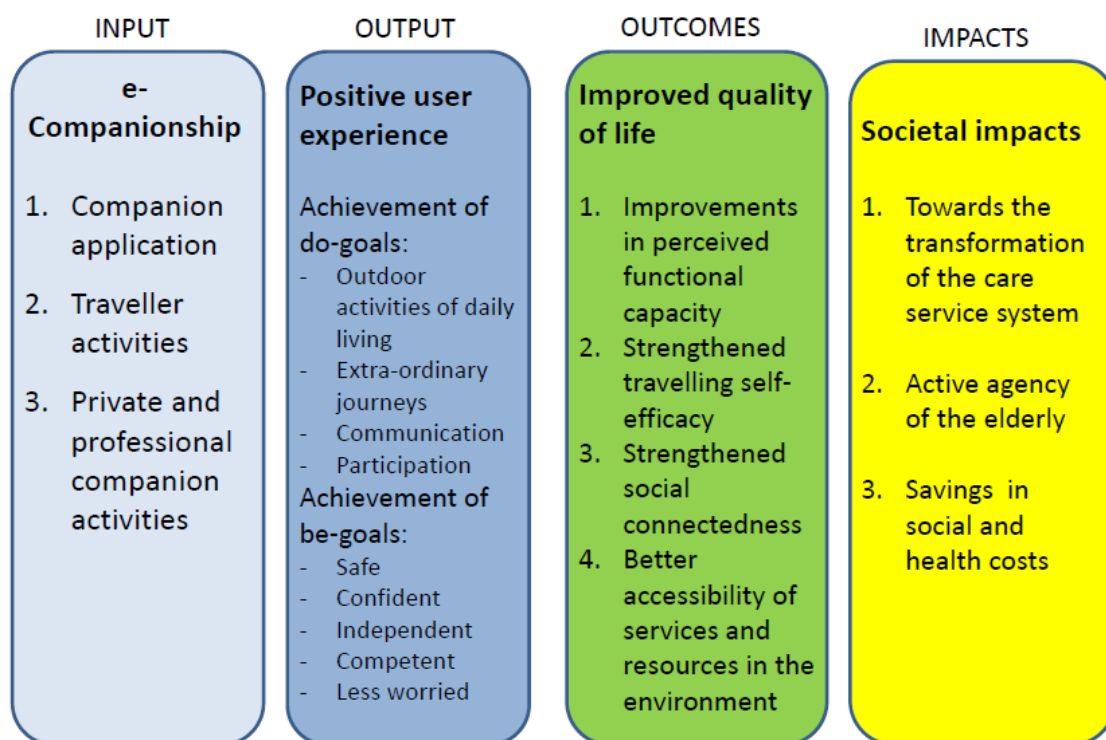 INPUT
e-
Companionship
1. Companion
application
2. Traveller
activities
3. Private and
professional
companion
activities
OUTPUT
Positive user
experience
Achievement of
do-goals:
- Outdoor
activities of daily
living
- Extra-ordinary
journeys
- Communication
- Participation
Achievement of
be-goals:
- Safe
- Confident
- Independent
- Competent
- Less worried
OUTCOMES
Improved quality
of life
1. Improvements
in perceived
functional
capacity
2. Strengthened
travelling self-
efficacy
3. Strengthened
social
connectedness
4. Better
accessibility of
services and
resources in the
environment
IMPACTS
Societal impacts
1. Towards the
transformation
of the care
service system
2. Active agency
of the elderly
3. Savings in
social and
health costs